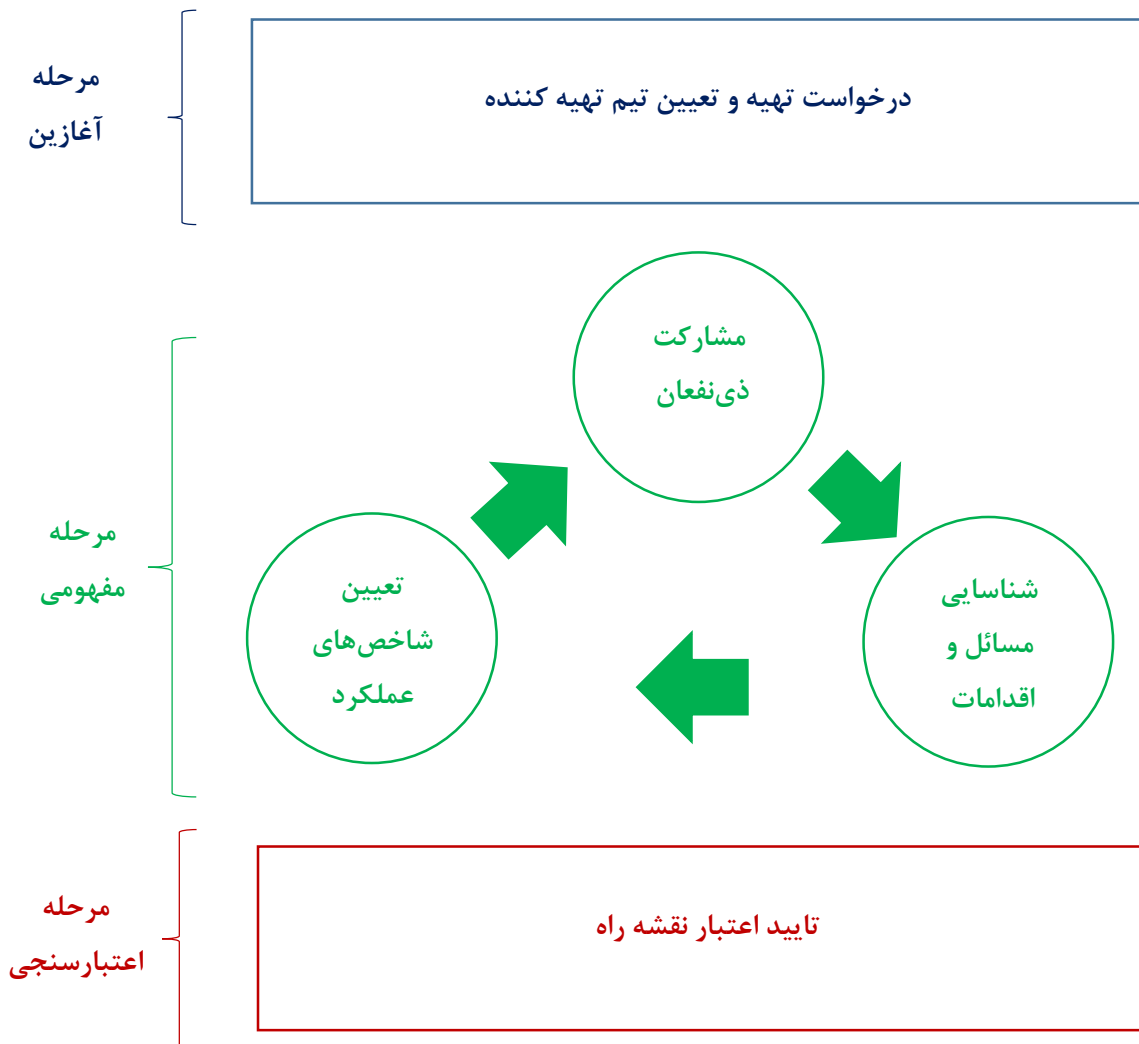 مرحله
آغازین
درخواست تهیه و تعیین تیم تهیه کننده
مرحله
مفهومی
مشارکت
ذی‌نفعان
شناسایی
مسائل و
اقدامات
تعیین
شاخص‌های
عملکرد
مرحله
اعتبارسنجی
تایید اعتبار نقشه راه